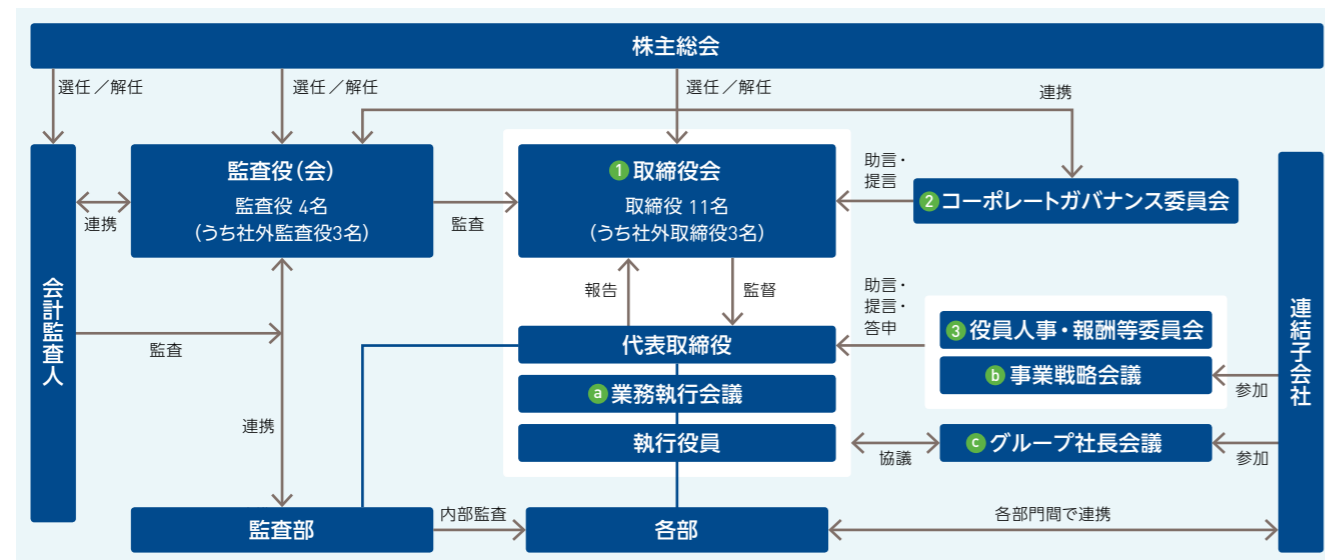 株主総会
選任／解任
選任／解任
選任／解任
連携
監査役（会）
監査役 4名
（うち社外監査役3名）
連携
監査
1 取締役会
取締役 11名
（うち社外取締役3名）
助言・
提言
2 コーポレートガバナンス委員会
会計監査人
監査
連携
報告
監督
代表取締役
a 業務執行会議
執行役員
助言・
提言・
答申
3 役員人事・報酬等委員会
b 事業戦略会議
参加
協議
c グループ社長会議
参加
連結子会社
監査部
内部監査
各部
各部門間で連携